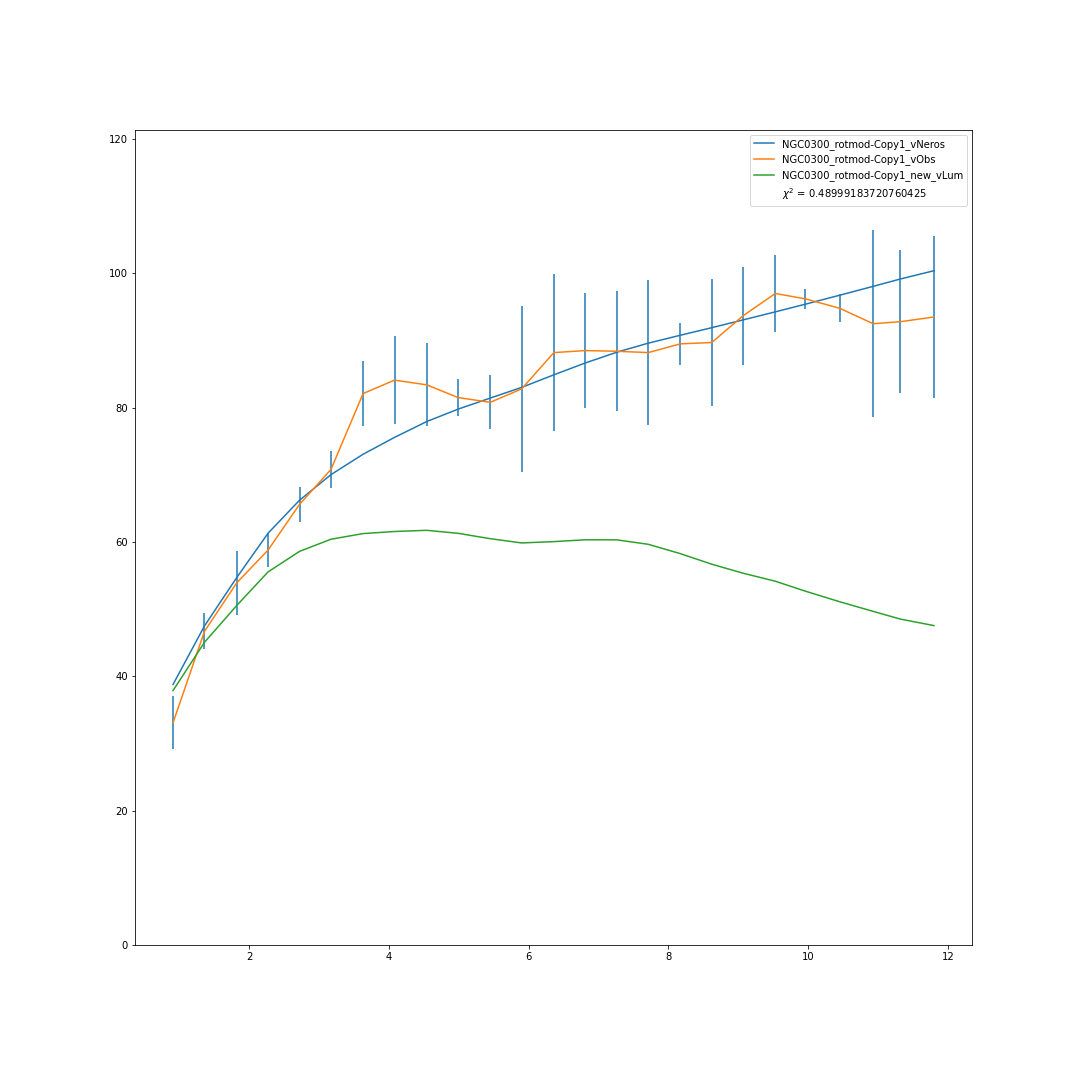 NGC0300_rotmod-Copy1_vNeros
NGC0300_rotmod-Copy1_vObs
NGC0300_rotmod-Copy1_new_vLum
χ² = 0.48999183720760425
120
100
80
60
40
20
0
2 4 6 8 10 12